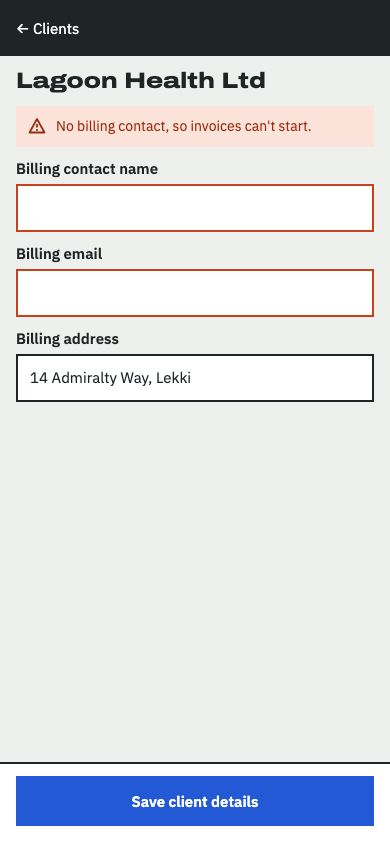 ← Clients
Lagoon Health Ltd
No billing contact, so invoices can't start.
Billing contact name
Billing email
Billing address
14 Admiralty Way, Lekki
Save client details